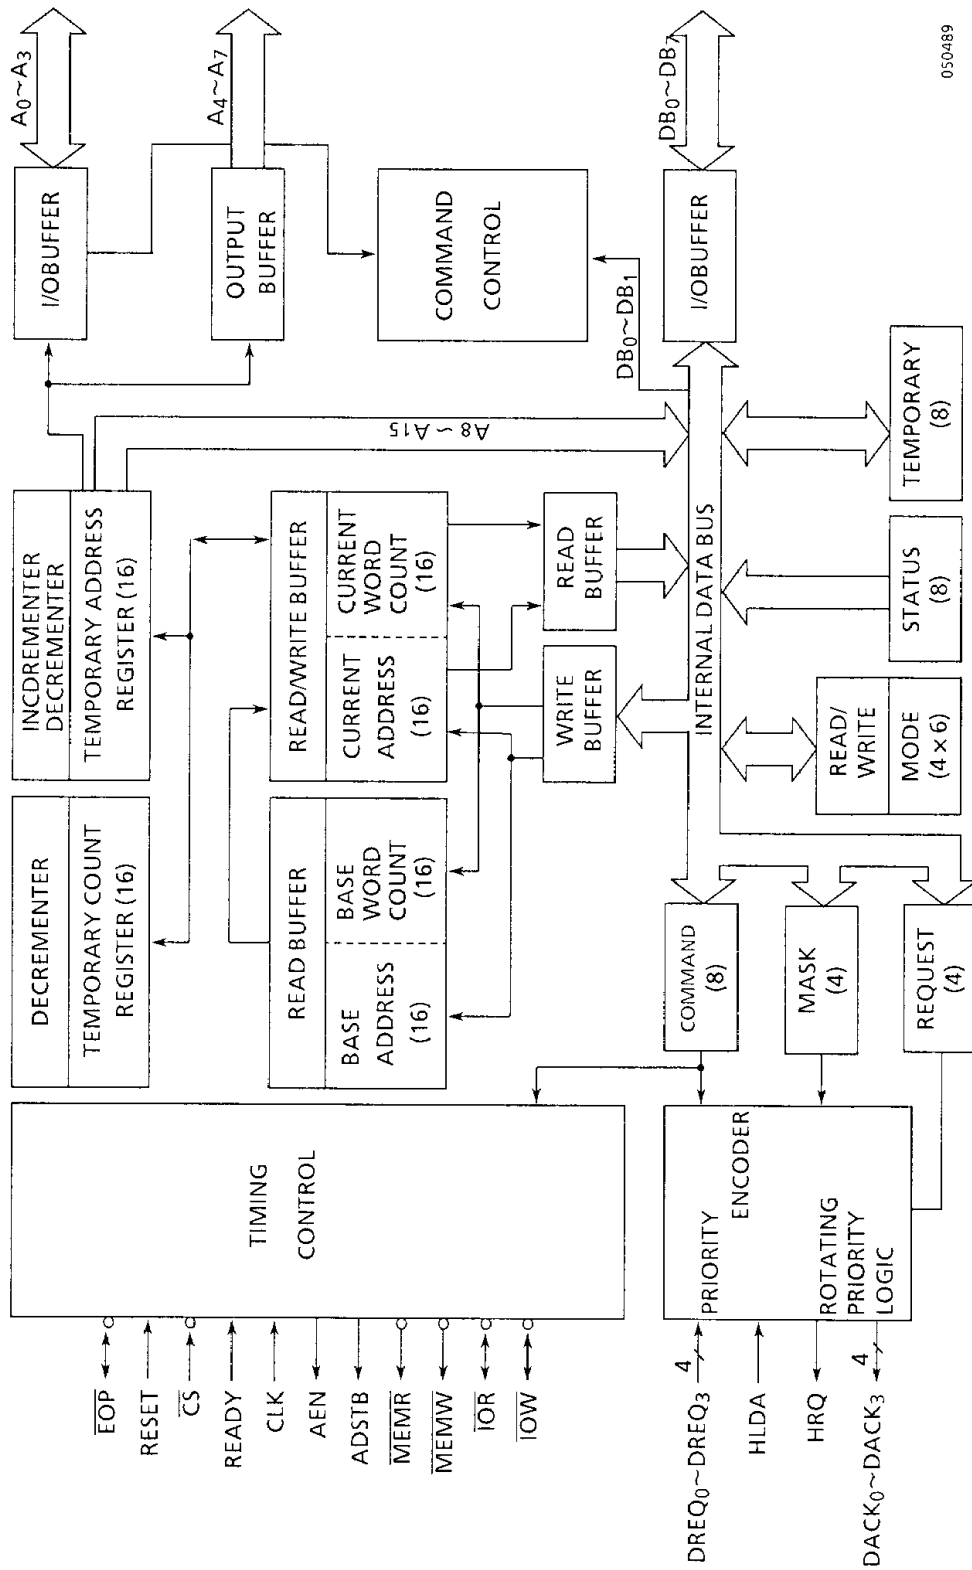 EOP
RESET
CS
READY
CLK
AEN
ADSTB
MEMR
MEMW
IOR
IOW
TIMING
CONTROL
DECREMENTER
TEMPORARY COUNT
REGISTER (16)
INCDREMENTER
DECREMENTER
TEMPORARY ADDRESS
REGISTER (16)
I/OBUFFER
A0~A3
OUTPUT
BUFFER
A4~A7
READ BUFFER
BASE
ADDRESS
(16)
BASE
WORD
COUNT
(16)
READ/WRITE BUFFER
CURRENT
ADDRESS
(16)
CURRENT
WORD
COUNT
(16)
A8~A15
COMMAND
CONTROL
WRITE
BUFFER
READ
BUFFER
DB0~DB1
DREQ0~DREQ3
4
HLDA
HRQ
DACK0~DACK3
4
PRIORITY
ENCODER
ROTATING
PRIORITY
LOGIC
COMMAND
(8)
MASK
(4)
REQUEST
(4)
INTERNAL DATA BUS
I/OBUFFER
DB0~DB7
READ/
WRITE
MODE
(4×6)
STATUS
(8)
TEMPORARY
(8)
050489